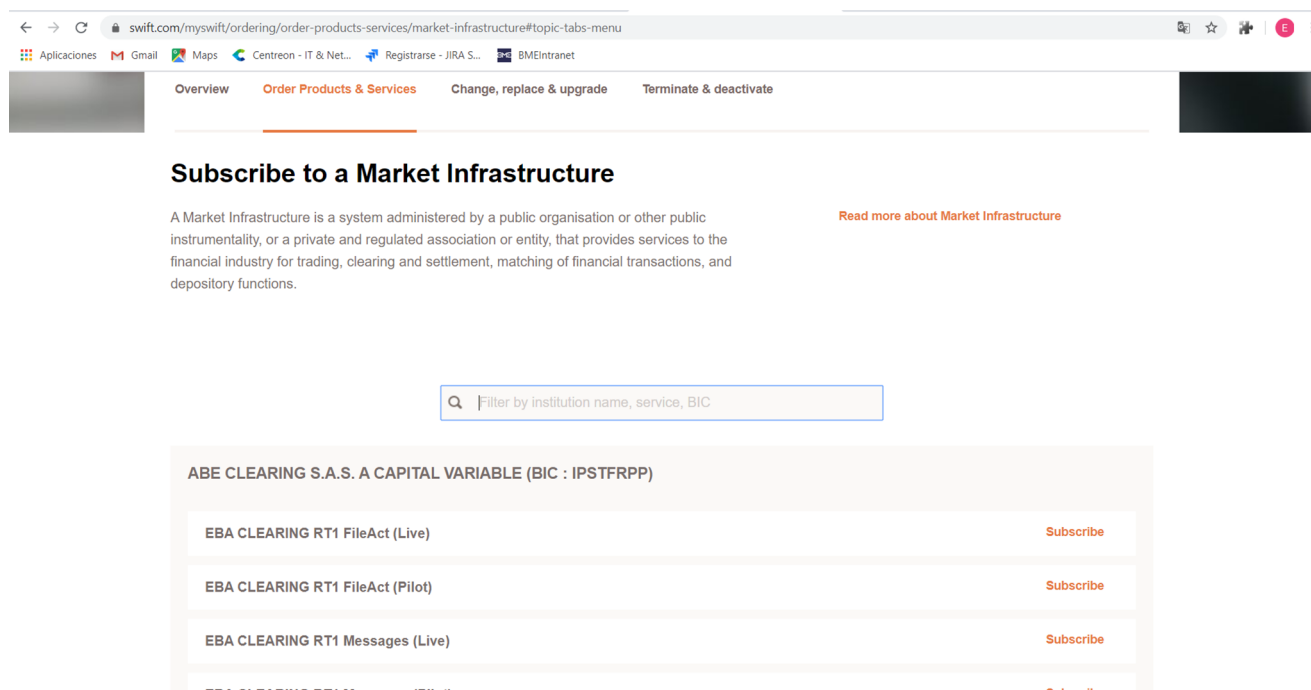 swift.com/myswift/ordering/order-products-services/market-infrastructure#topic-tabs-menu
E
Aplicaciones Gmail Maps Centreon - IT & Net... Registrarse - JIRA S... BME BMEIntranet
Overview Order Products & Services Change, replace & upgrade Terminate & deactivate
Subscribe to a Market Infrastructure
A Market Infrastructure is a system administered by a public organisation or other public
instrumentality, or a private and regulated association or entity, that provides services to the
financial industry for trading, clearing and settlement, matching of financial transactions, and
depository functions.
Read more about Market Infrastructure
Filter by institution name, service, BIC
ABE CLEARING S.A.S. A CAPITAL VARIABLE (BIC : IPSTFRPP)
EBA CLEARING RT1 FileAct (Live) Subscribe
EBA CLEARING RT1 FileAct (Pilot) Subscribe
EBA CLEARING RT1 Messages (Live) Subscribe